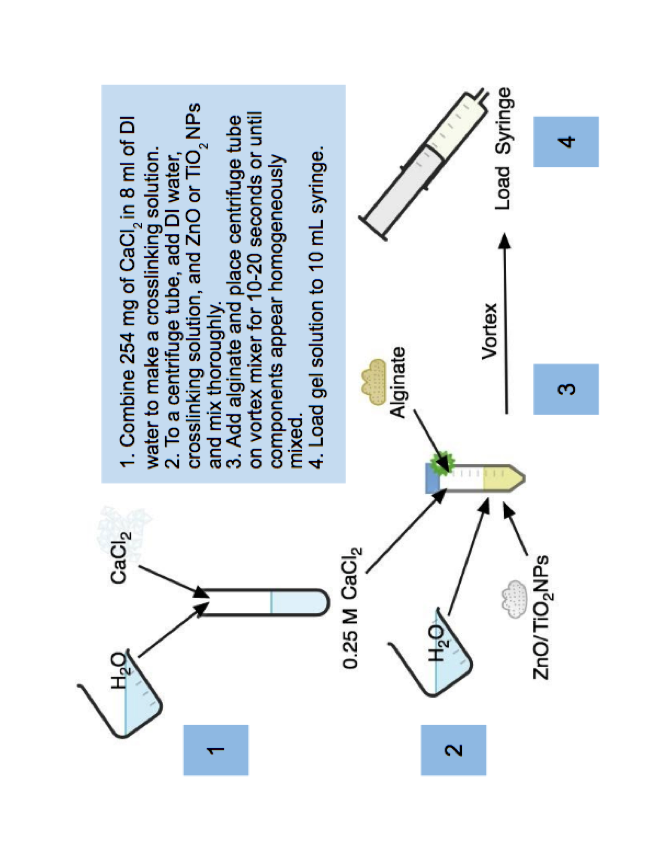 1. Combine 254 mg of CaCl₂ in 8 ml of DI
water to make a crosslinking solution.
2. To a centrifuge tube, add DI water,
crosslinking solution, and ZnO or TiO₂ NPs
and mix thoroughly.
3. Add alginate and place centrifuge tube
on vortex mixer for 10-20 seconds or until
components appear homogeneously
mixed.
4. Load gel solution to 10 mL syringe.
1
H₂O
CaCl₂
0.25 M CaCl₂
2
H₂O
ZnO/TiO₂NPs
Alginate
Vortex
3
Load Syringe
4